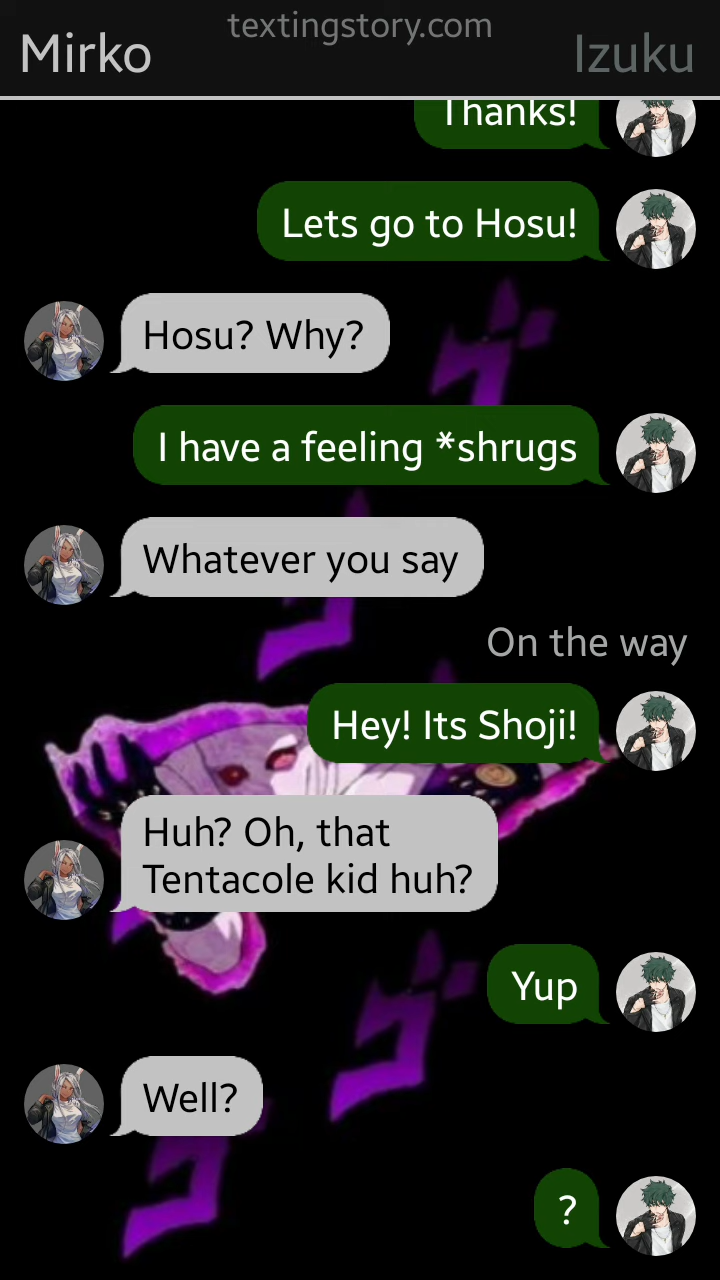 textingstory.com
Mirko
Izuku
Thanks!
Lets go to Hosu!
Hosu? Why?
I have a feeling *shrugs
Whatever you say
On the way
Hey! Its Shoji!
Huh? Oh, that
Tentacole kid huh?
Yup
Well?
?